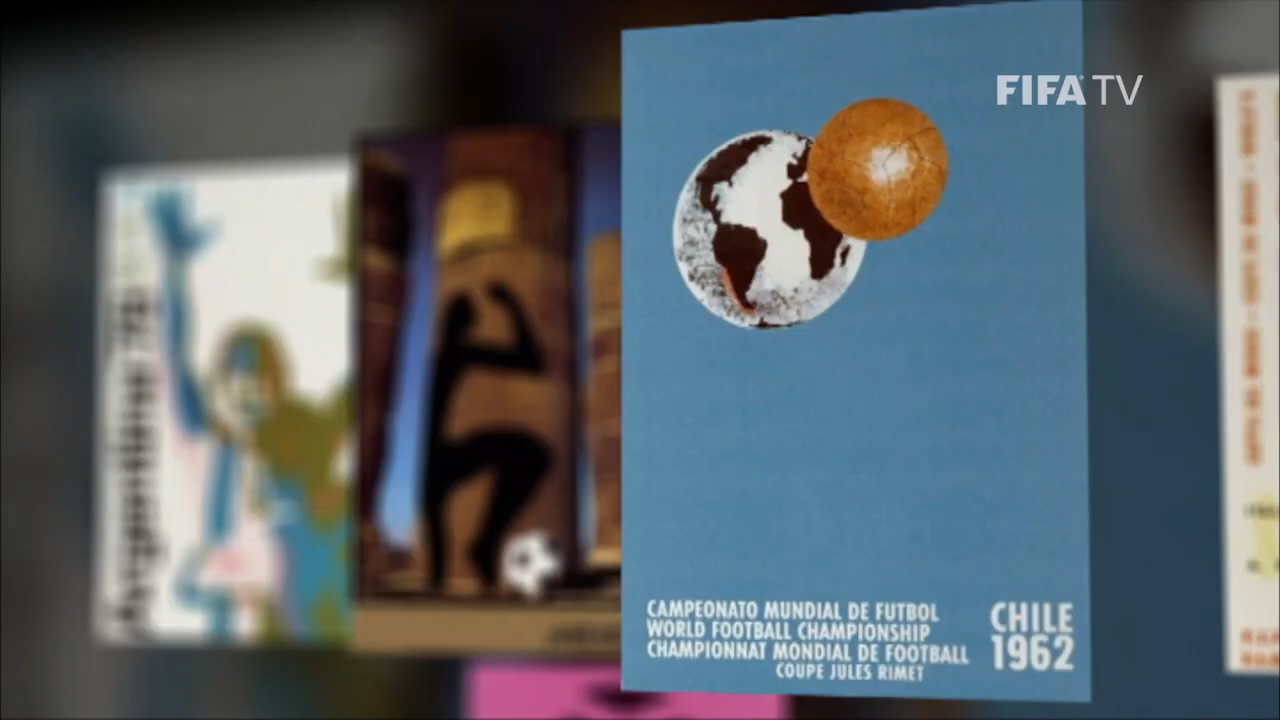 FIFA TV
CAMPEONATO MUNDIAL DE FUTBOL
WORLD FOOTBALL CHAMPIONSHIP
CHAMPIONNAT MONDIAL DE FOOTBALL
COUPE JULES RIMET
CHILE
1962